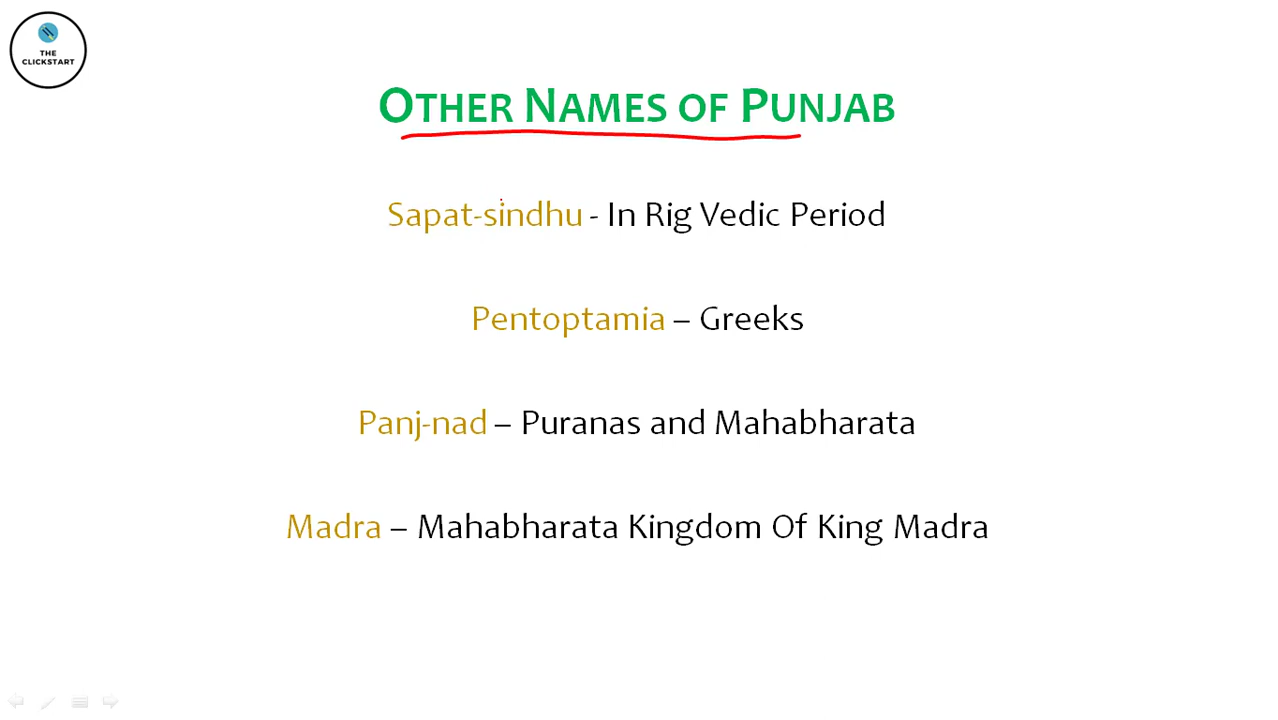 THE
CLICKSTART
OTHER NAMES OF PUNJAB
Sapat-sindhu - In Rig Vedic Period
Pentoptamia – Greeks
Panj-nad – Puranas and Mahabharata
Madra – Mahabharata Kingdom Of King Madra